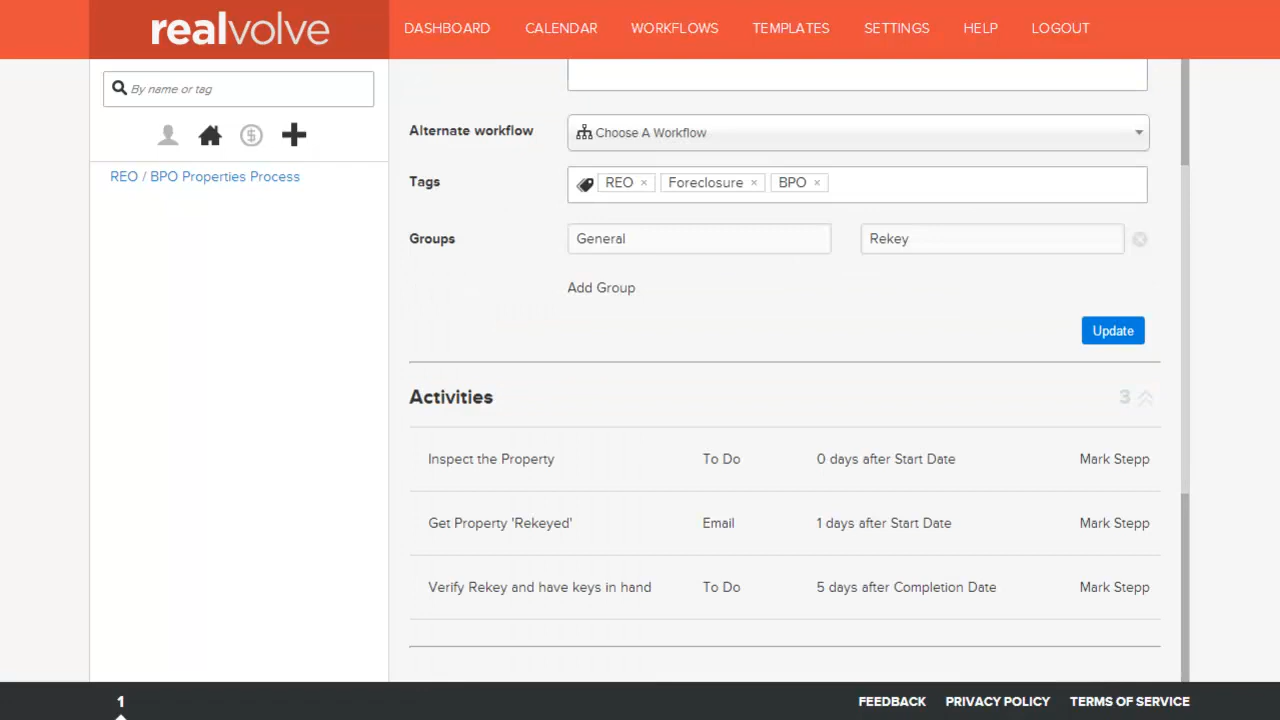 realvolve
DASHBOARD CALENDAR WORKFLOWS TEMPLATES SETTINGS HELP LOGOUT
By name or tag
REO / BPO Properties Process
Alternate workflow Choose A Workflow
Tags REO × Foreclosure × BPO ×
Groups General Rekey
Add Group
Update
Activities 3
Inspect the Property To Do 0 days after Start Date Mark Stepp
Get Property 'Rekeyed' Email 1 days after Start Date Mark Stepp
Verify Rekey and have keys in hand To Do 5 days after Completion Date Mark Stepp
1 FEEDBACK PRIVACY POLICY TERMS OF SERVICE